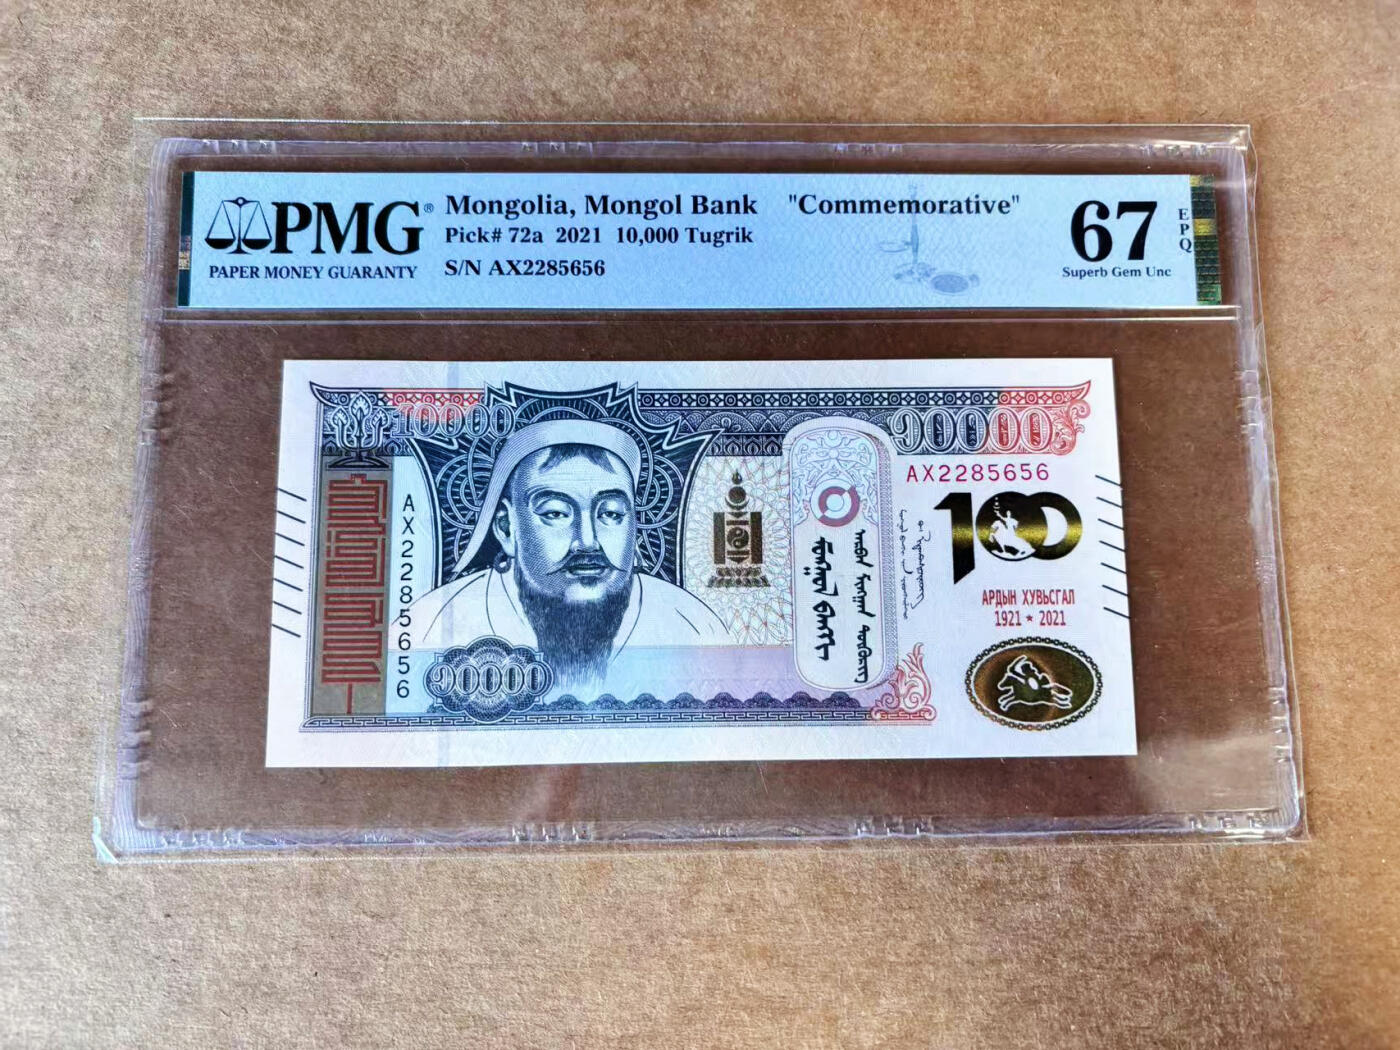 PMG®
PAPER MONEY GUARANTY
Mongolia, Mongol Bank "Commemorative"
Pick# 72a 2021 10,000 Tugrik
S/N AX2285656
67
EPQ
Superb Gem Unc
10000
10000
AX2285656
AX2285656
100
АРДЫН ХУВЬСГАЛ
1921 ★ 2021
10000